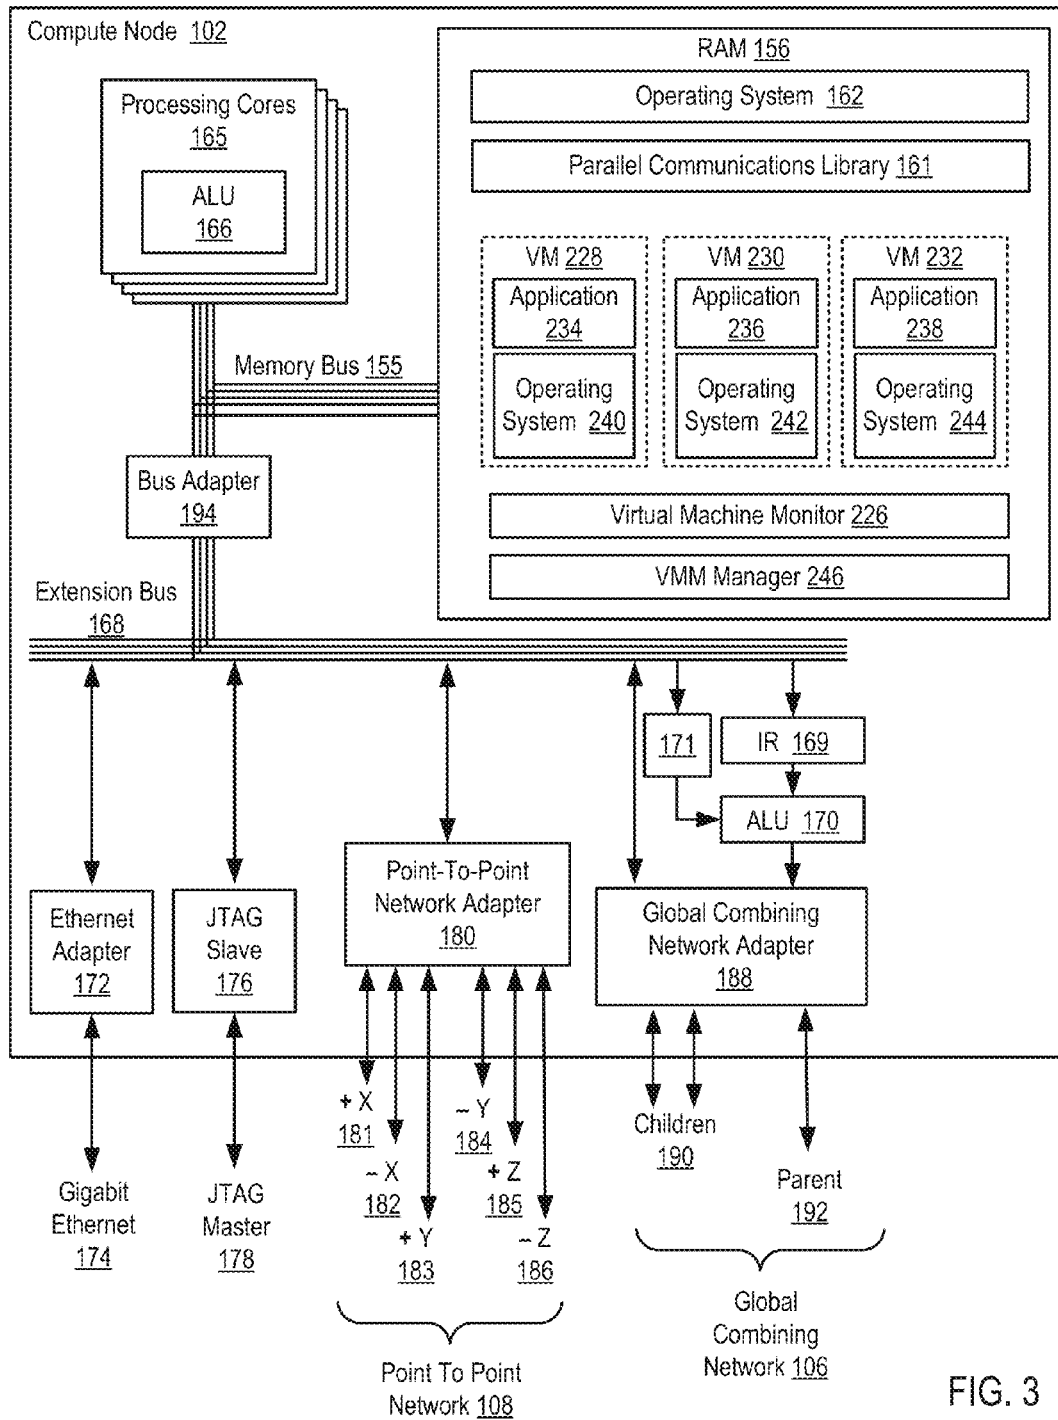 Compute Node 102
Processing Cores
165
ALU
166
RAM 156
Operating System 162
Parallel Communications Library 161
VM 228
Application
234
Operating
System 240
VM 230
Application
236
Operating
System 242
VM 232
Application
238
Operating
System 244
Virtual Machine Monitor 226
VMM Manager 246
Memory Bus 155
Bus Adapter
194
Extension Bus
168
171
IR 169
ALU 170
Ethernet
Adapter
172
JTAG
Slave
176
Point-To-Point
Network Adapter
180
Global Combining
Network Adapter
188
Gigabit
Ethernet
174
JTAG
Master
178
+ X
181
– X
182
+ Y
183
– Y
184
+ Z
185
– Z
186
Children
190
Parent
192
Point To Point
Network 108
Global
Combining
Network 106
FIG. 3